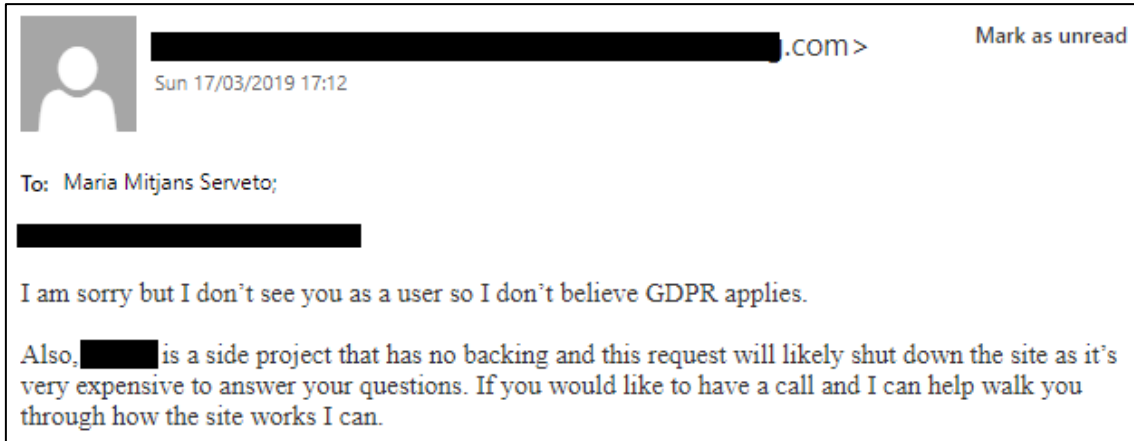 .com>
Mark as unread
Sun 17/03/2019 17:12
To: Maria Mitjans Serveto;
I am sorry but I don't see you as a user so I don't believe GDPR applies.
Also, is a side project that has no backing and this request will likely shut down the site as it's
very expensive to answer your questions. If you would like to have a call and I can help walk you
through how the site works I can.